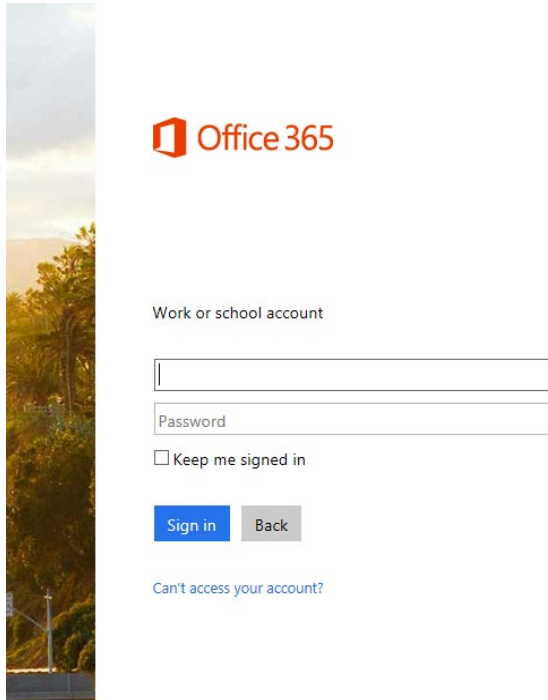 Office 365
Work or school account
Password
Keep me signed in
Sign in Back
Can't access your account?